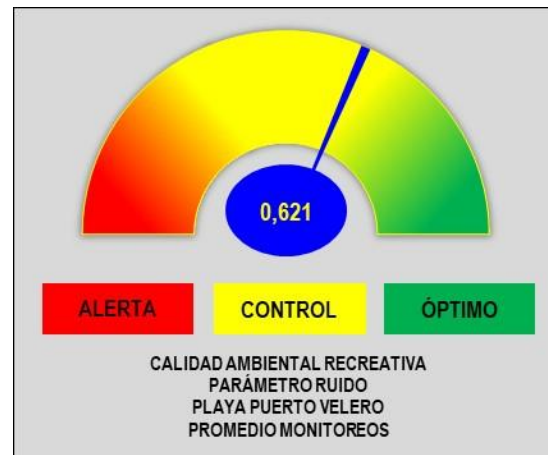 0,621
ALERTA
CONTROL
ÓPTIMO
CALIDAD AMBIENTAL RECREATIVA
PARÁMETRO RUIDO
PLAYA PUERTO VELERO
PROMEDIO MONITOREOS